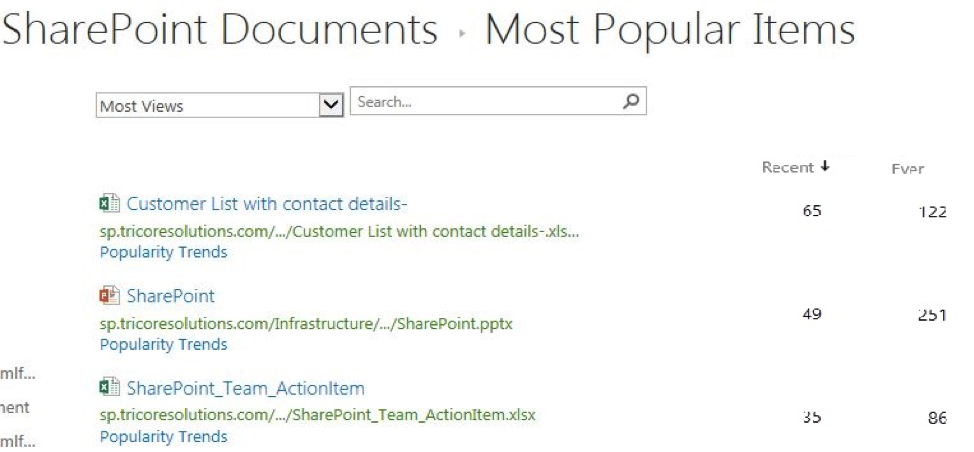 SharePoint Documents ▸ Most Popular Items
Most Views
Search...
Recent ↓ Ever
Customer List with contact details- 65 122
sp.tricoresolutions.com/.../Customer List with contact details-.xls...
Popularity Trends
SharePoint 49 251
sp.tricoresolutions.com/Infrastructure/.../SharePoint.pptx
Popularity Trends
mlf...
SharePoint_Team_ActionItem 35 86
nent
sp.tricoresolutions.com/.../SharePoint_Team_ActionItem.xlsx
mlf...
Popularity Trends